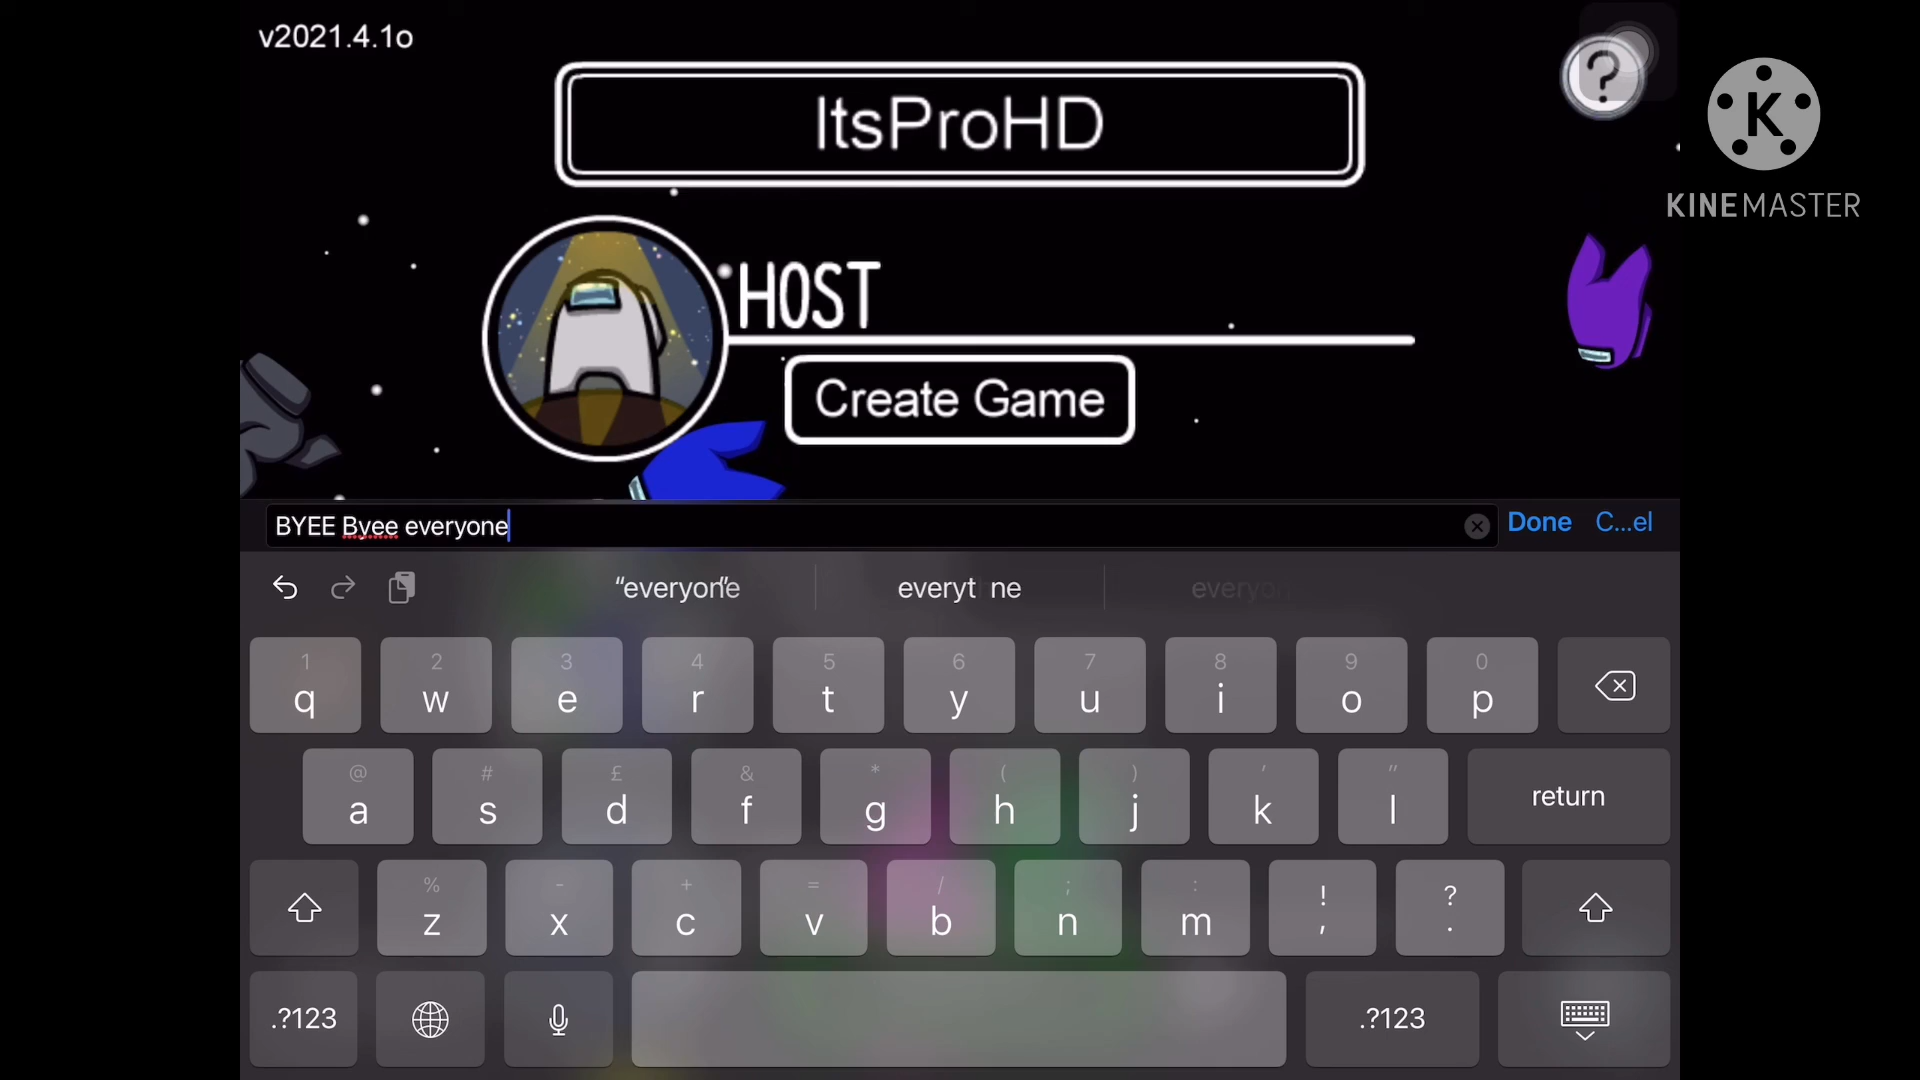 v2021.4.1o
ItsProHD
?
K
KINEMASTER
HOST
Create Game
BYEE Byee everyone
Done
C...el
“everyone
everyt ne
everyon
1 2 3 4 5 6 7 8 9 0
q w e r t y u i o p
@ # £ & * ( ) ' "
a s d f g h j k l return
% - + = / ; : ! ?
z x c v b n m , .
.?123 .?123